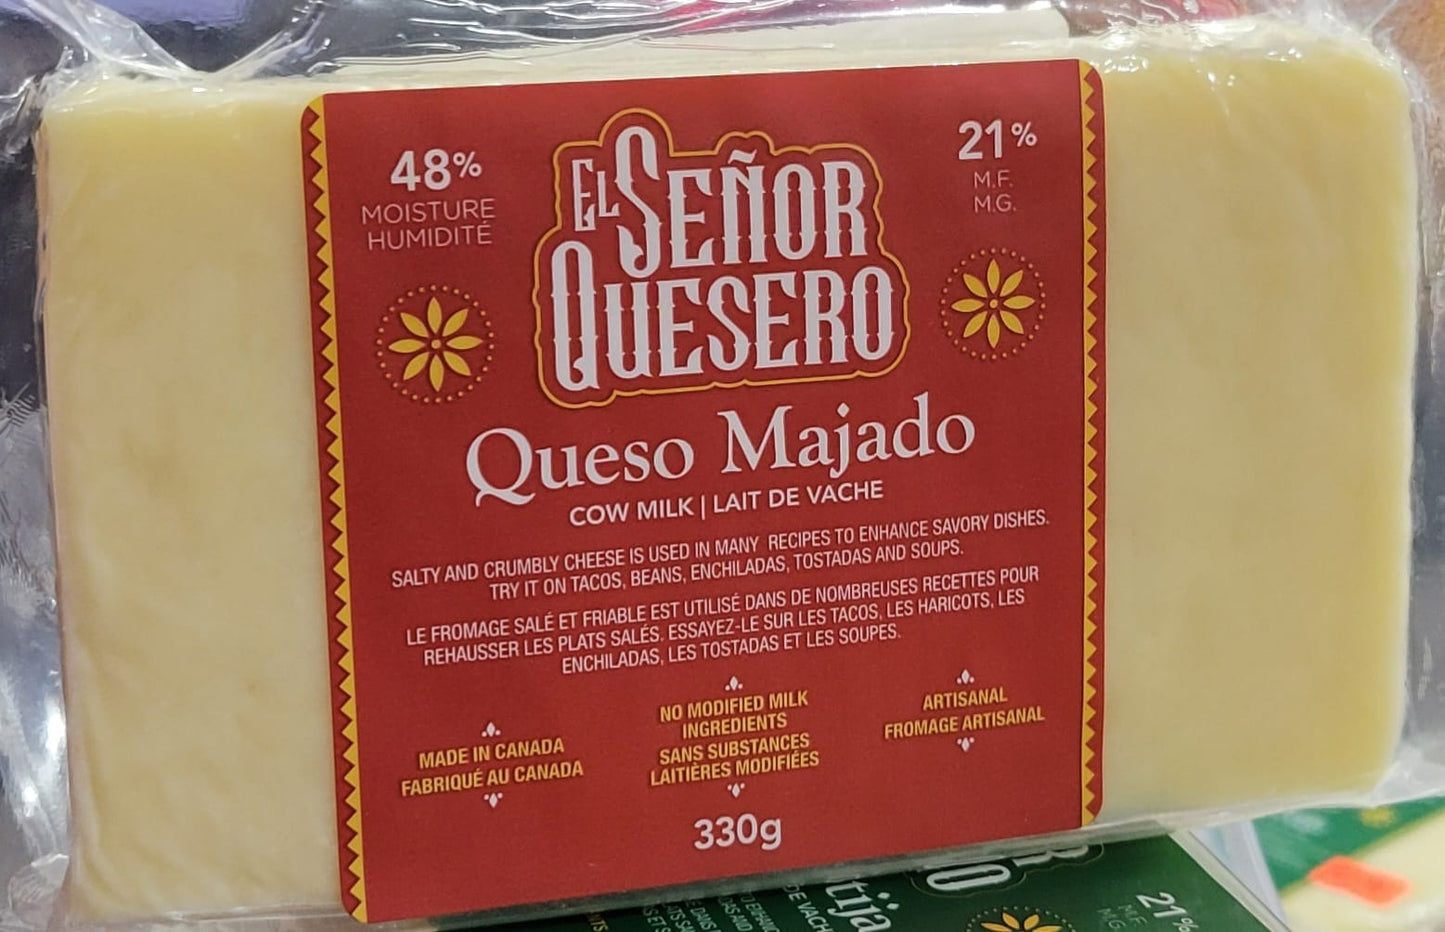 48%
MOISTURE
HUMIDITÉ
EL SEÑOR
QUESERO
21%
M.F.
M.G.
Queso Majado
COW MILK | LAIT DE VACHE
SALTY AND CRUMBLY CHEESE IS USED IN MANY RECIPES TO ENHANCE SAVORY DISHES.
TRY IT ON TACOS, BEANS, ENCHILADAS, TOSTADAS AND SOUPS.
LE FROMAGE SALÉ ET FRIABLE EST UTILISÉ DANS DE NOMBREUSES RECETTES POUR
REHAUSSER LES PLATS SALÉS. ESSAYEZ-LE SUR LES TACOS, LES HARICOTS, LES
ENCHILADAS, LES TOSTADAS ET LES SOUPES.
MADE IN CANADA
FABRIQUÉ AU CANADA
NO MODIFIED MILK
INGREDIENTS
SANS SUBSTANCES
LAITIÈRES MODIFIÉES
ARTISANAL
FROMAGE ARTISANAL
330g
tija
DE VACH
21%
M.F.
M.G.